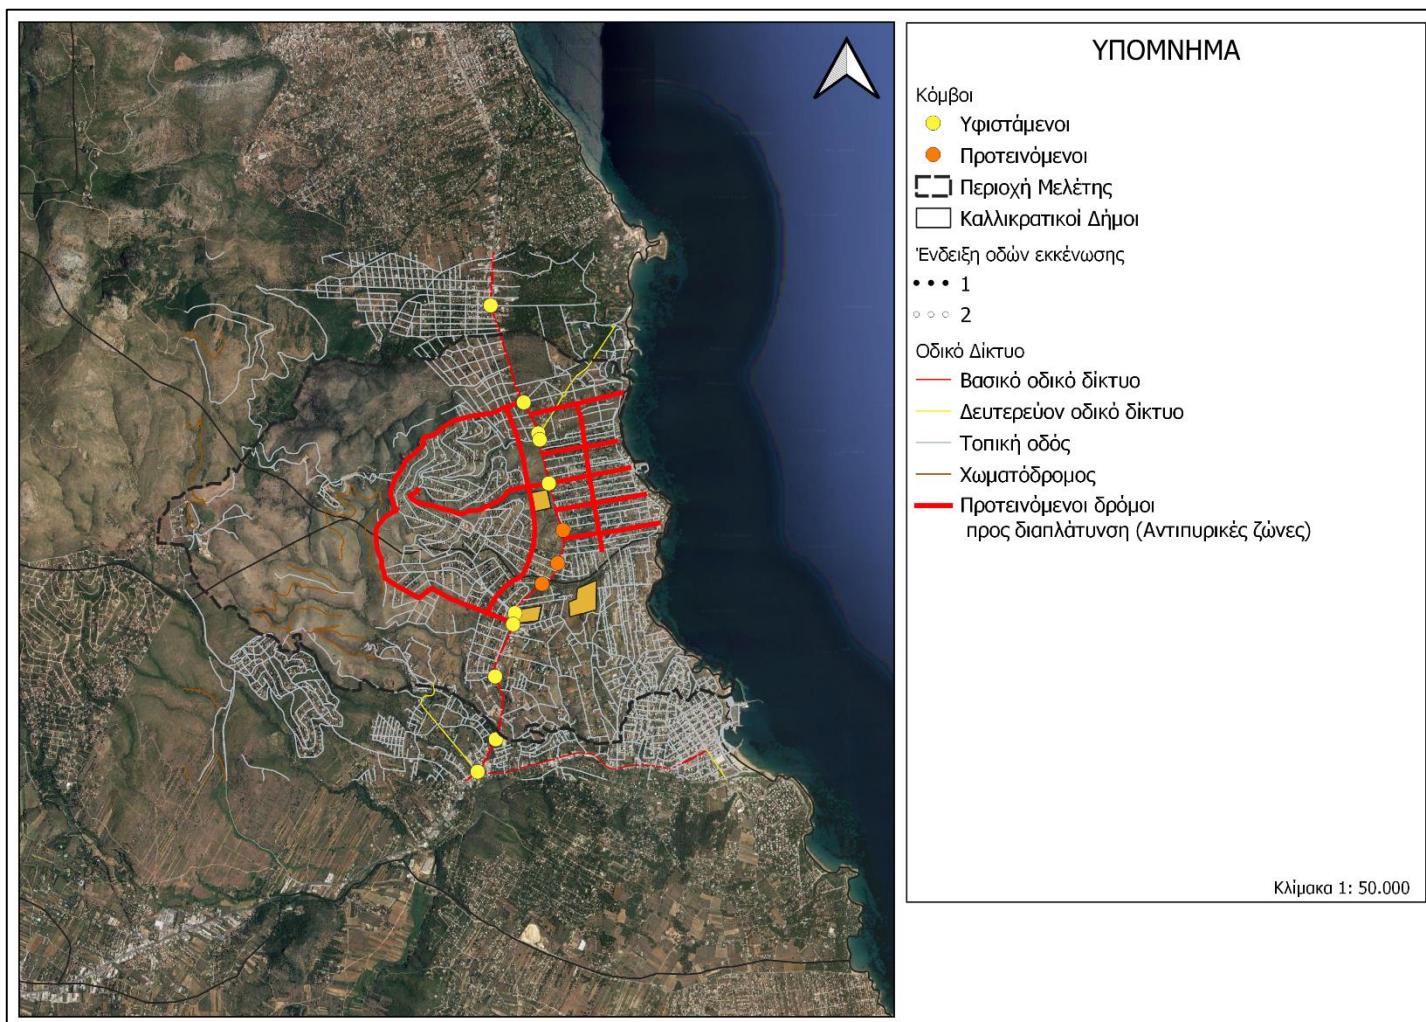 ΥΠΟΜΝΗΜΑ
Κόμβοι
Υφιστάμενοι
Προτεινόμενοι
Περιοχή Μελέτης
Καλλικρατικοί Δήμοι
Ένδειξη οδών εκκένωσης
1
2
Οδικό Δίκτυο
Βασικό οδικό δίκτυο
Δευτερεύον οδικό δίκτυο
Τοπική οδός
Χωματόδρομος
Προτεινόμενοι δρόμοι
προς διαπλάτυνση (Αντιπυρικές ζώνες)
Κλίμακα 1: 50.000